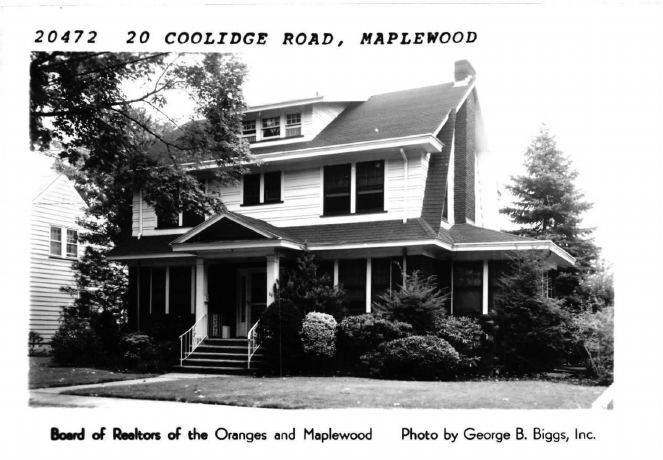 20472 20 COOLIDGE ROAD, MAPLEWOOD
Board of Realtors of the Oranges and Maplewood Photo by George B. Biggs, Inc.